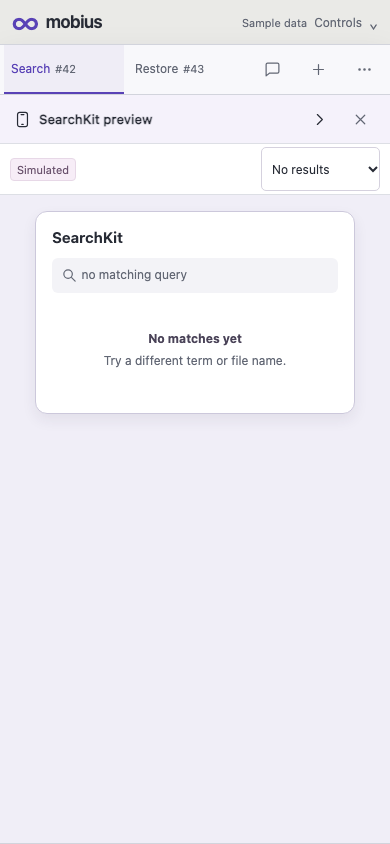 mobius
Sample data Controls
Search #42
Restore #43
SearchKit preview
Simulated
No results
SearchKit
no matching query
No matches yet
Try a different term or file name.